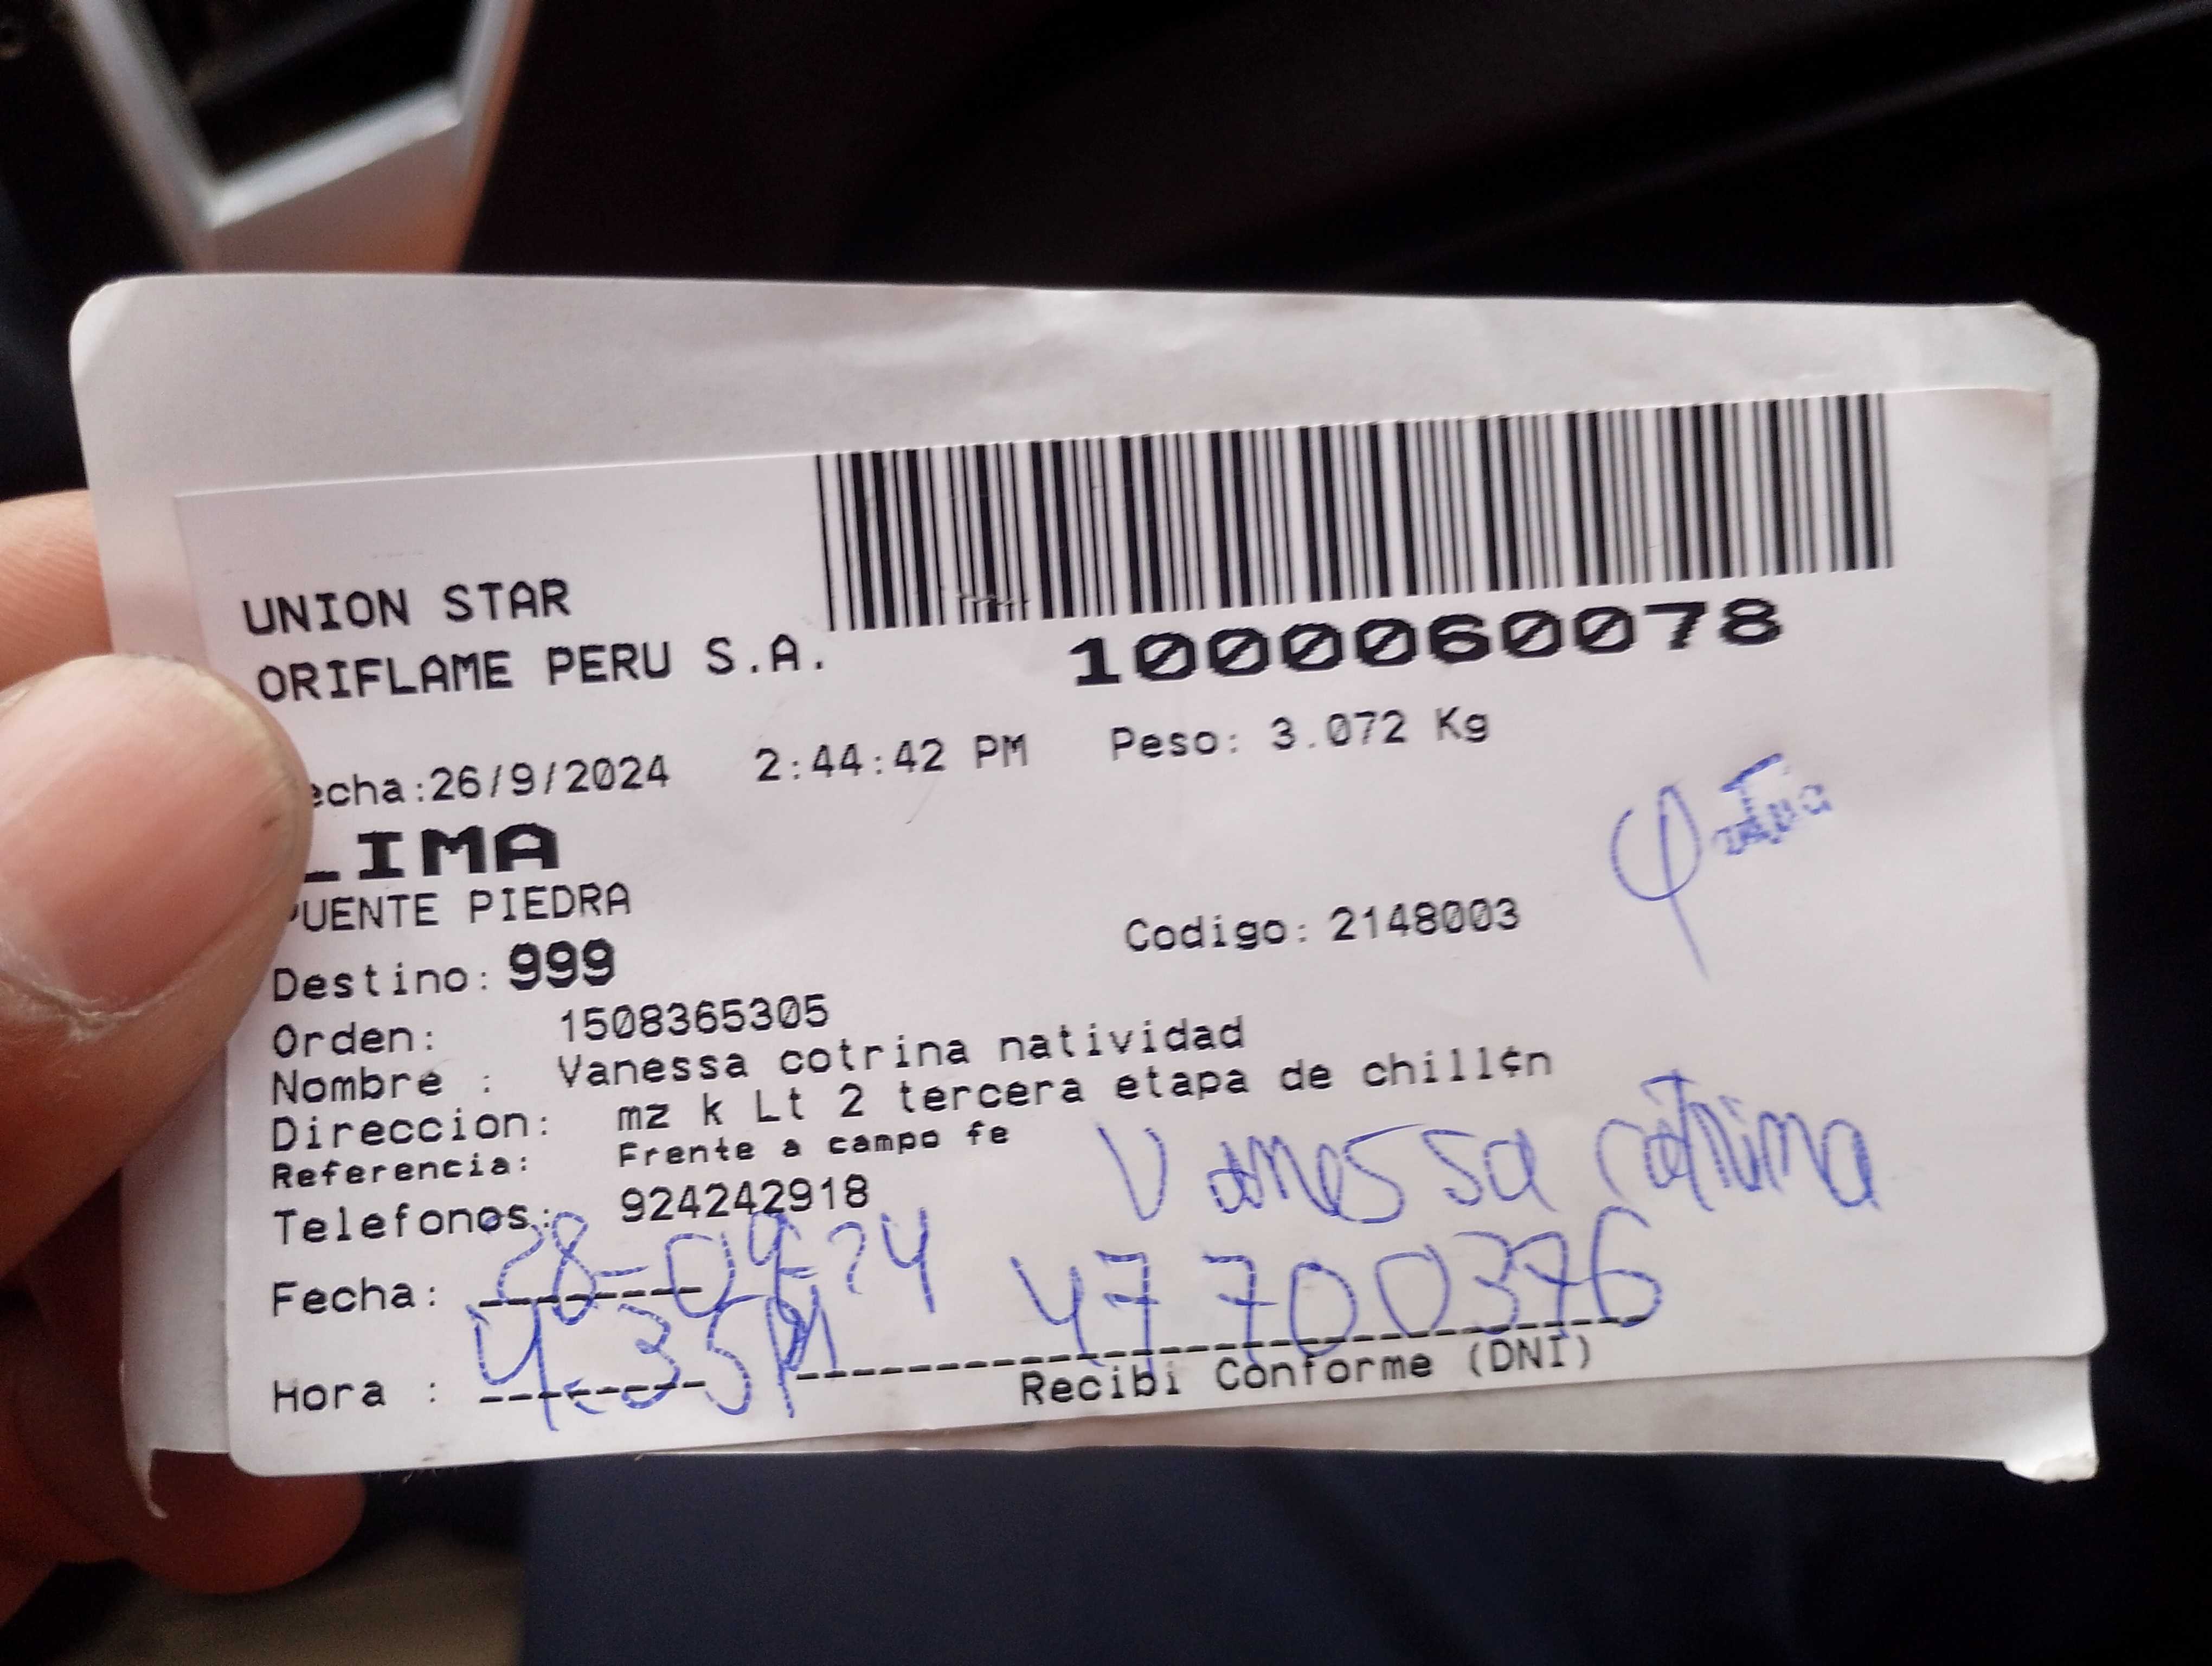 UNION STAR
ORIFLAME PERU S.A.
1000060078
echa:26/9/2024 2:44:42 PM Peso: 3.072 Kg
LIMA
PUENTE PIEDRA
Destino: 999 Codigo: 2148003
Orden: 1508365305
Nombre : Vanessa cotrina natividad
Direccion: mz k Lt 2 tercera etapa de chill¢n
Referencia: Frente a campo fe
Telefonos: 924242918
Vanessa cotrina
Fecha: 28-09-24 47700376
Hora : 4:35PM
Recibi Conforme (DNI)